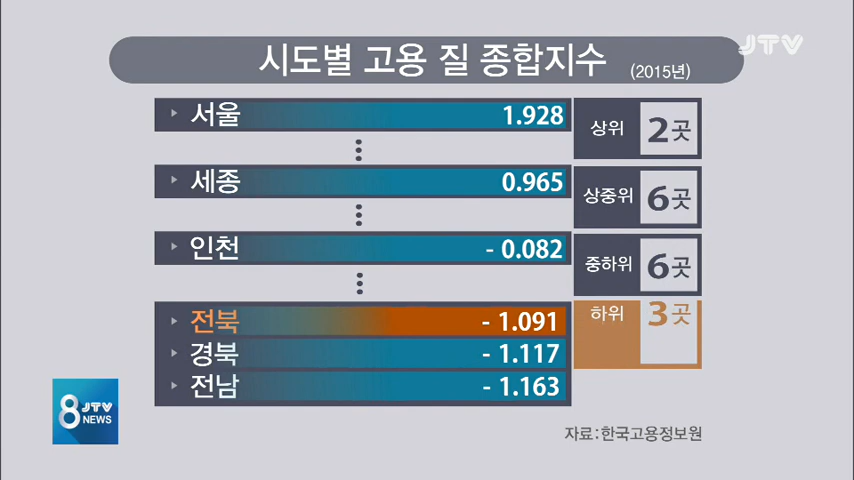 JTV
시도별 고용 질 종합지수 (2015년)
서울 1.928 상위 2곳
세종 0.965 상중위 6곳
인천 - 0.082 중하위 6곳
전북 - 1.091 하위 3곳
경북 - 1.117
전남 - 1.163
8 JTV NEWS
자료:한국고용정보원